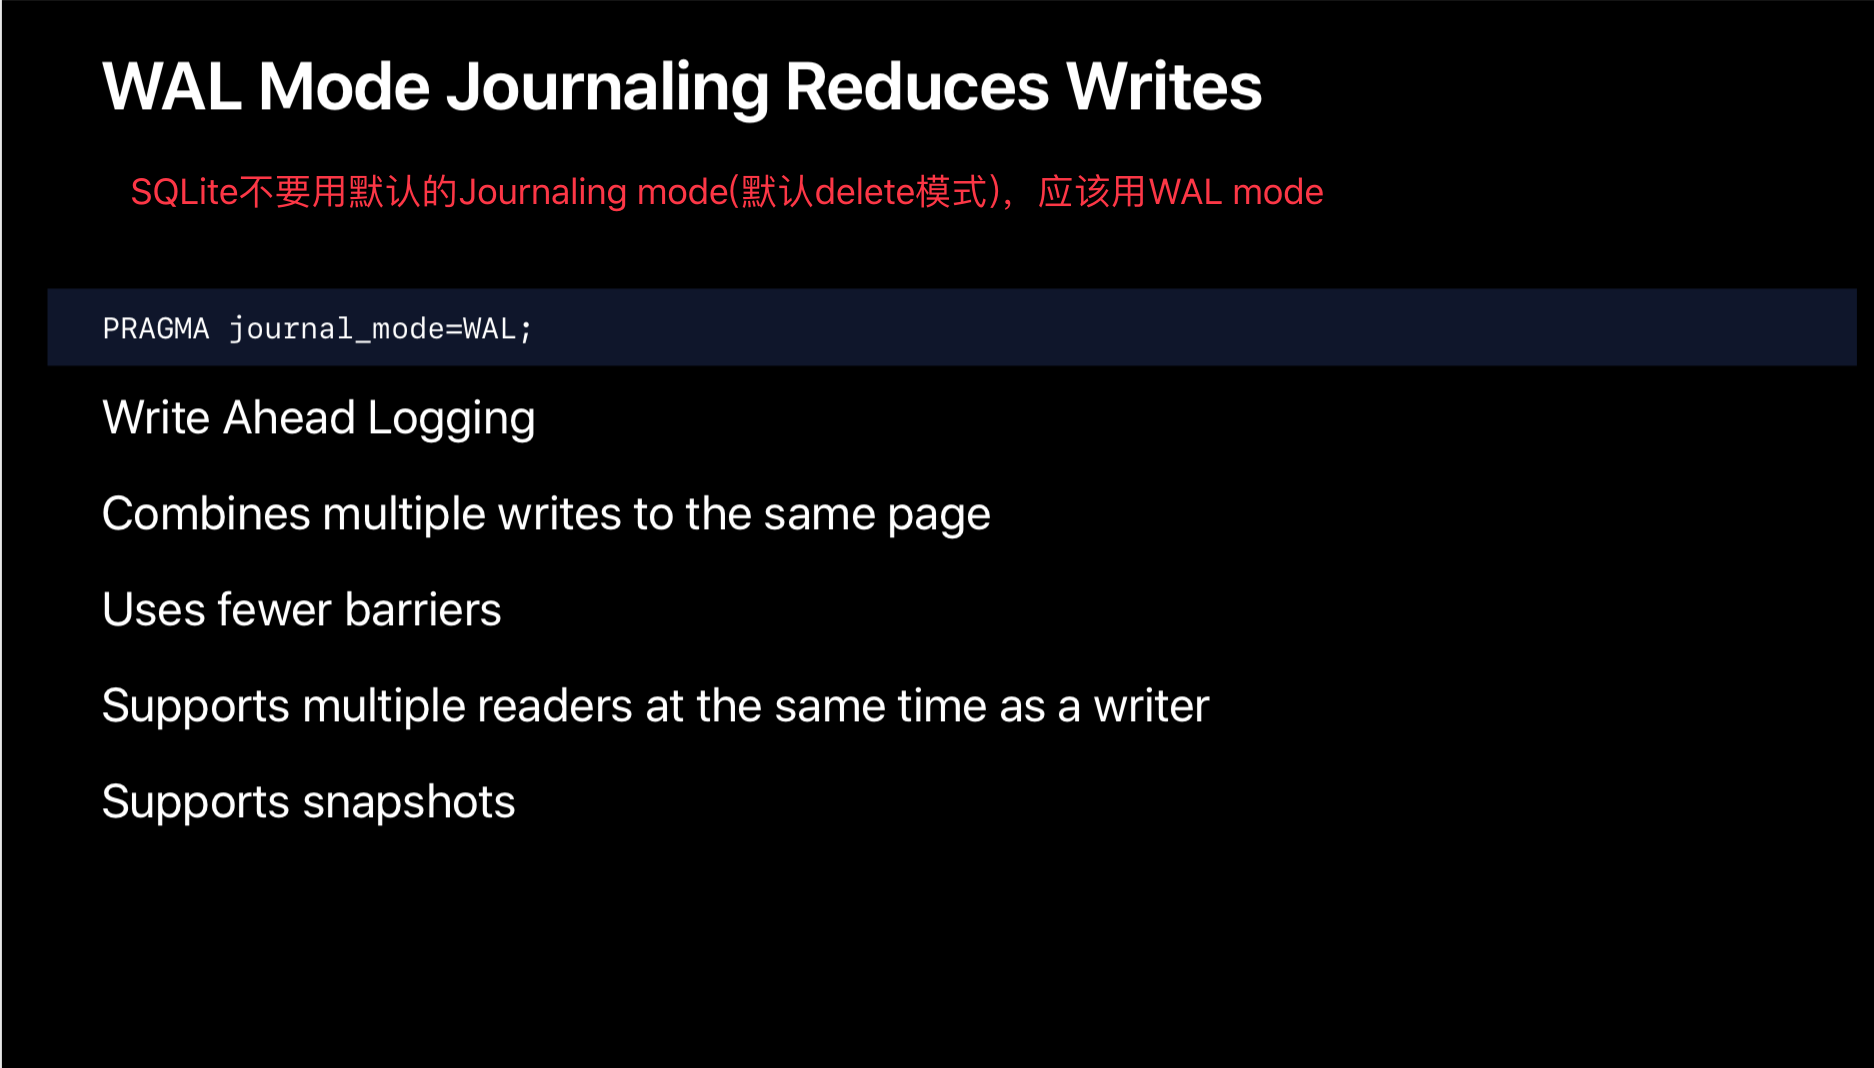 WAL Mode Journaling Reduces Writes
SQLite不要用默认的Journaling mode(默认delete模式)，应该用WAL mode
PRAGMA journal_mode=WAL;
Write Ahead Logging
Combines multiple writes to the same page
Uses fewer barriers
Supports multiple readers at the same time as a writer
Supports snapshots